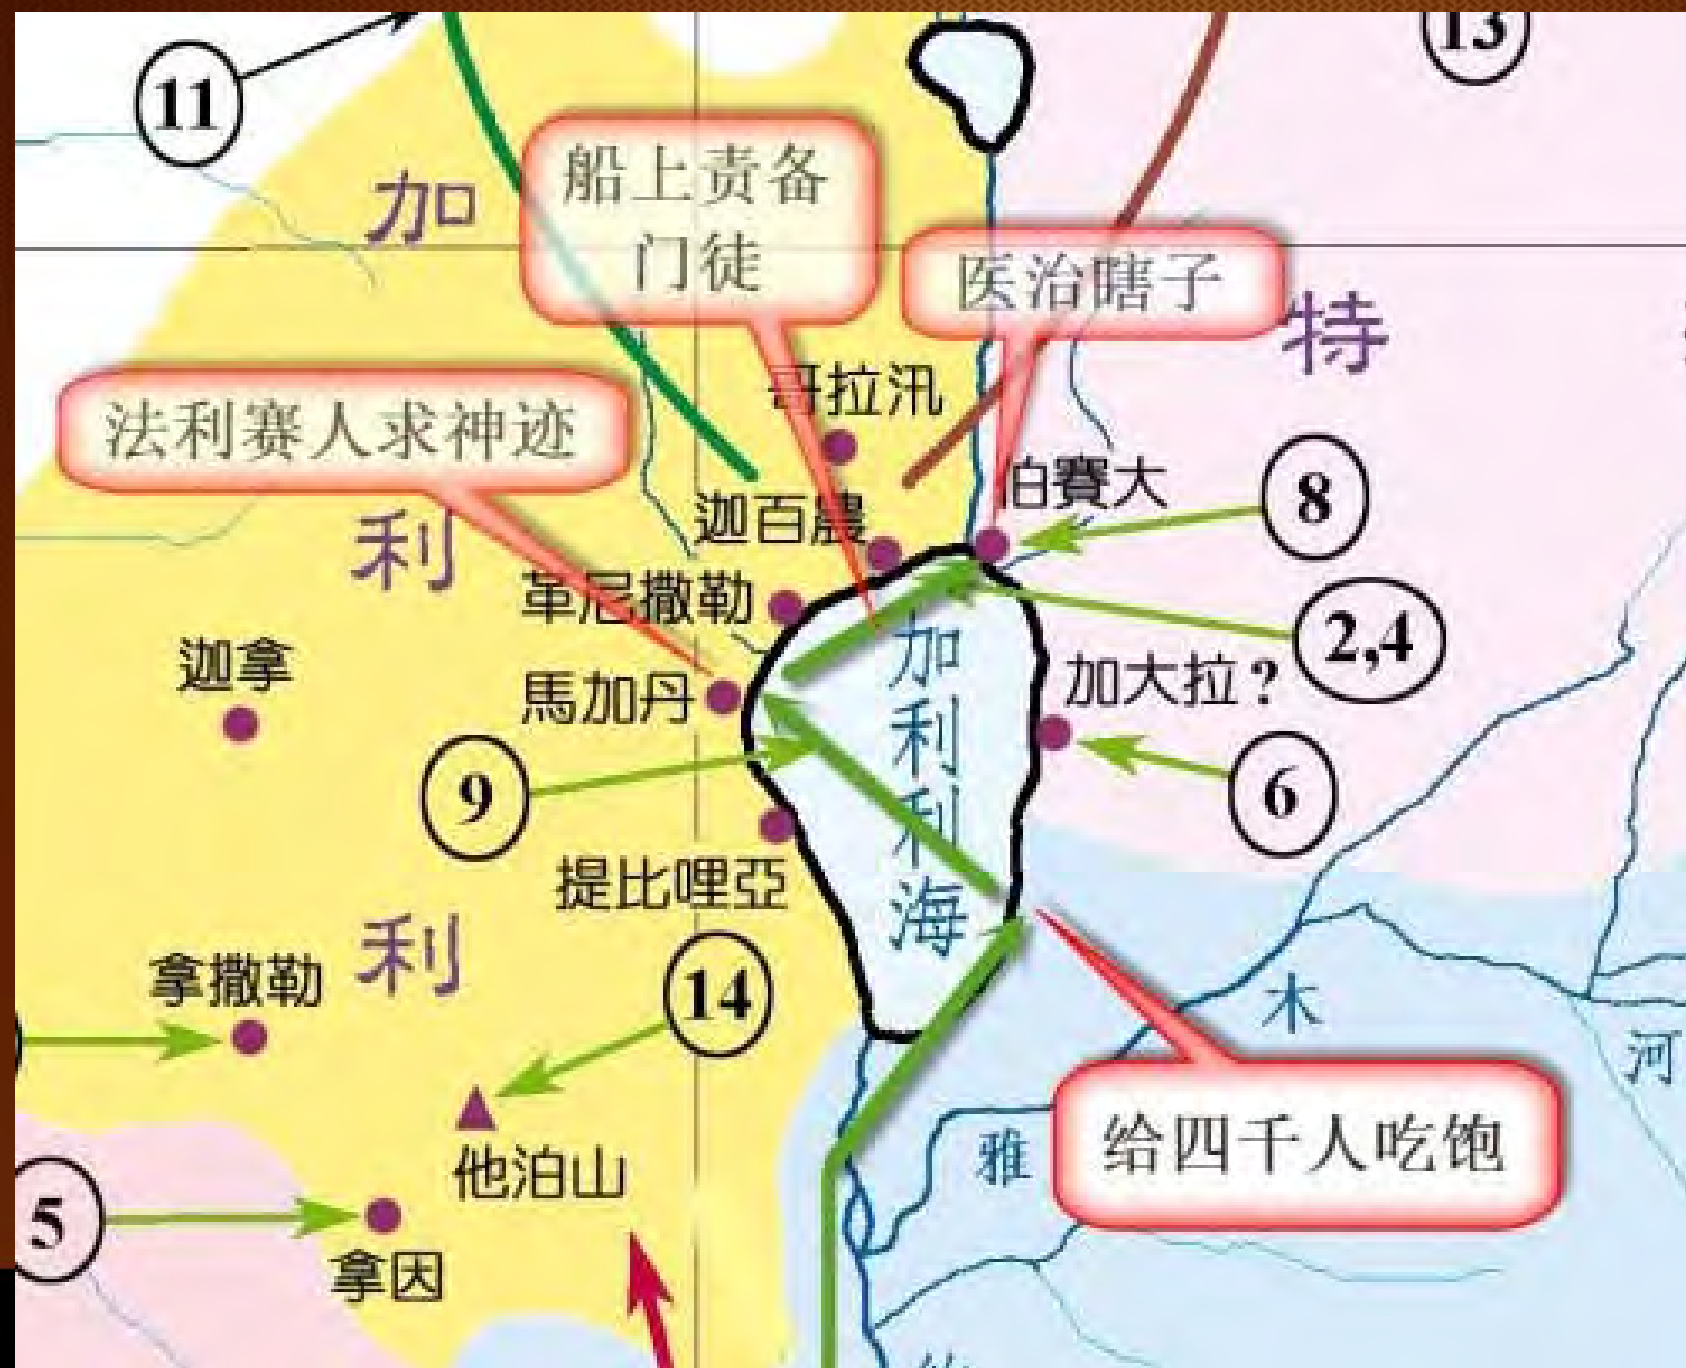 11
13
加
船上责备
门徒
医治瞎子
特
哥拉汛
法利赛人求神迹
伯賽大
8
迦百農
利
革尼撒勒
2,4
加利利海
迦拿
馬加丹
加大拉?
9
6
提比哩亞
利
拿撒勒
14
木
河
他泊山
雅
给四千人吃饱
5
拿因